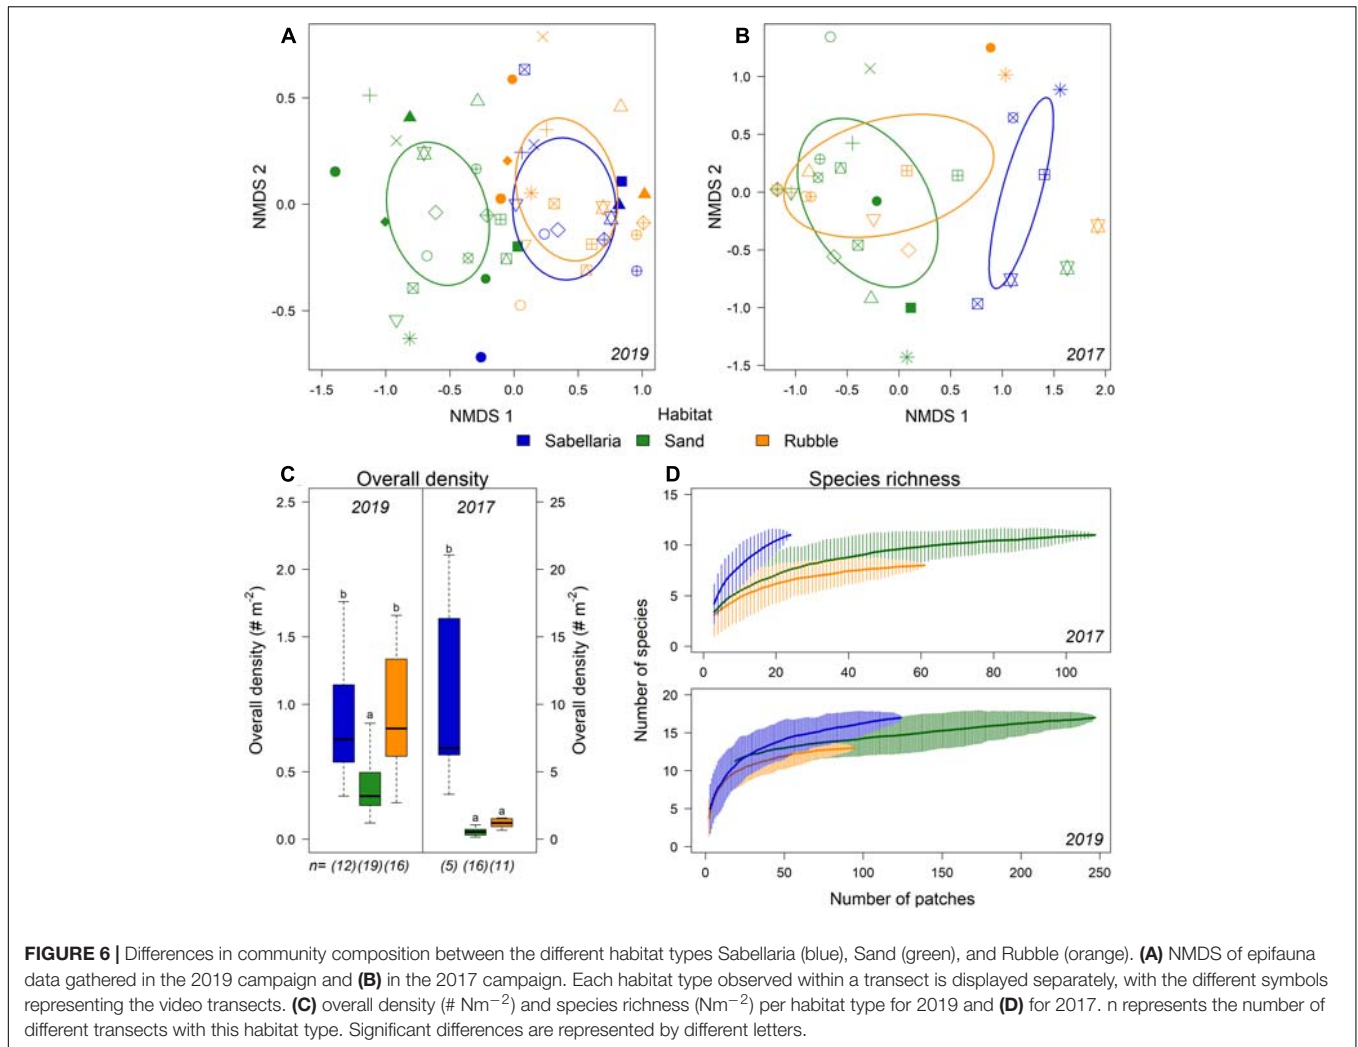 A
B
NMDS 2
0.5
0.0
-0.5
2019
-1.5 -1.0 -0.5 0.0 0.5 1.0
NMDS 1
NMDS 2
1.0
0.5
0.0
-0.5
-1.0
-1.5
2017
-1.0 -0.5 0.0 0.5 1.0 1.5 2.0
NMDS 1
Habitat
Sabellaria Sand Rubble
C
Overall density
2019 2017
Overall density (# m⁻²)
2.5
2.0
1.5
1.0
0.5
0.0
b a b
b a a
25
20
15
10
5
0
Overall density (# m⁻²)
n= (12)(19)(16) (5) (16)(11)
D
Species richness
Number of species
15
10
5
0
2017
0 20 40 60 80 100
20
15
10
5
0
2019
0 50 100 150 200 250
Number of patches
FIGURE 6 | Differences in community composition between the different habitat types Sabellaria (blue), Sand (green), and Rubble (orange). (A) NMDS of epifauna
data gathered in the 2019 campaign and (B) in the 2017 campaign. Each habitat type observed within a transect is displayed separately, with the different symbols
representing the video transects. (C) overall density (# Nm−2) and species richness (Nm−2) per habitat type for 2019 and (D) for 2017. n represents the number of
different transects with this habitat type. Significant differences are represented by different letters.